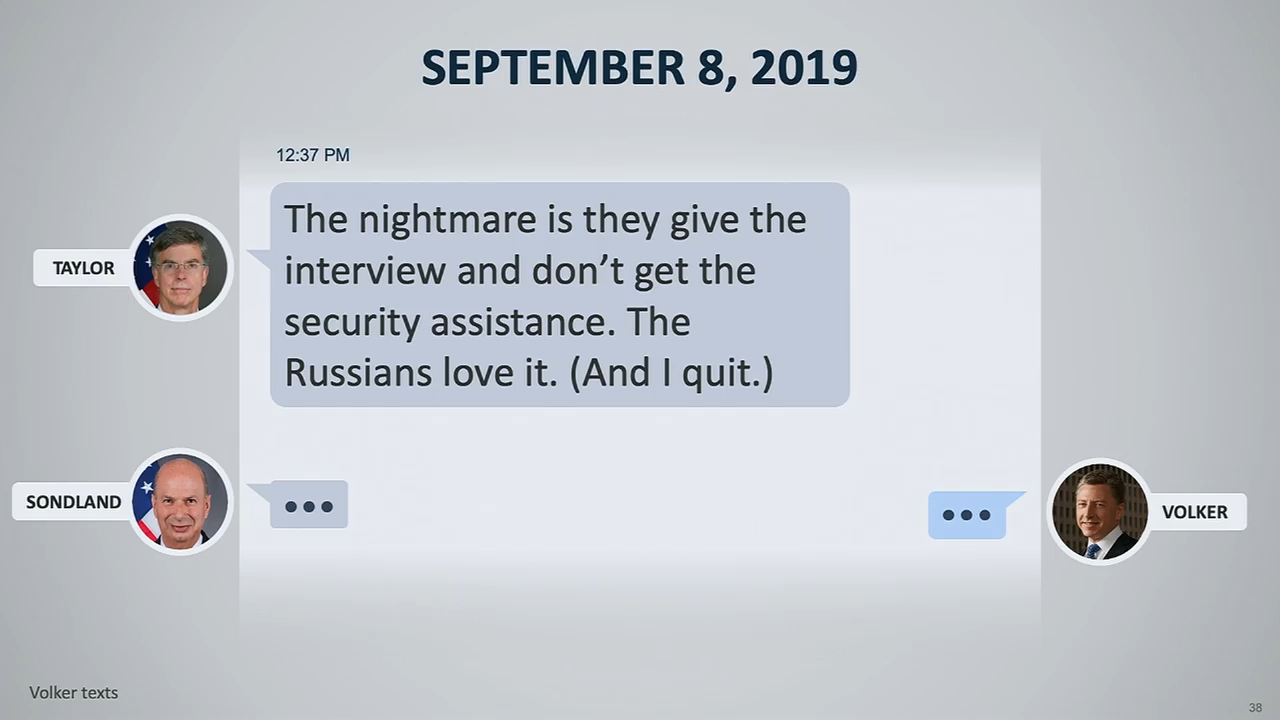 SEPTEMBER 8, 2019
12:37 PM
The nightmare is they give the
interview and don’t get the
security assistance. The
Russians love it. (And I quit.)
TAYLOR
SONDLAND
VOLKER
Volker texts
38